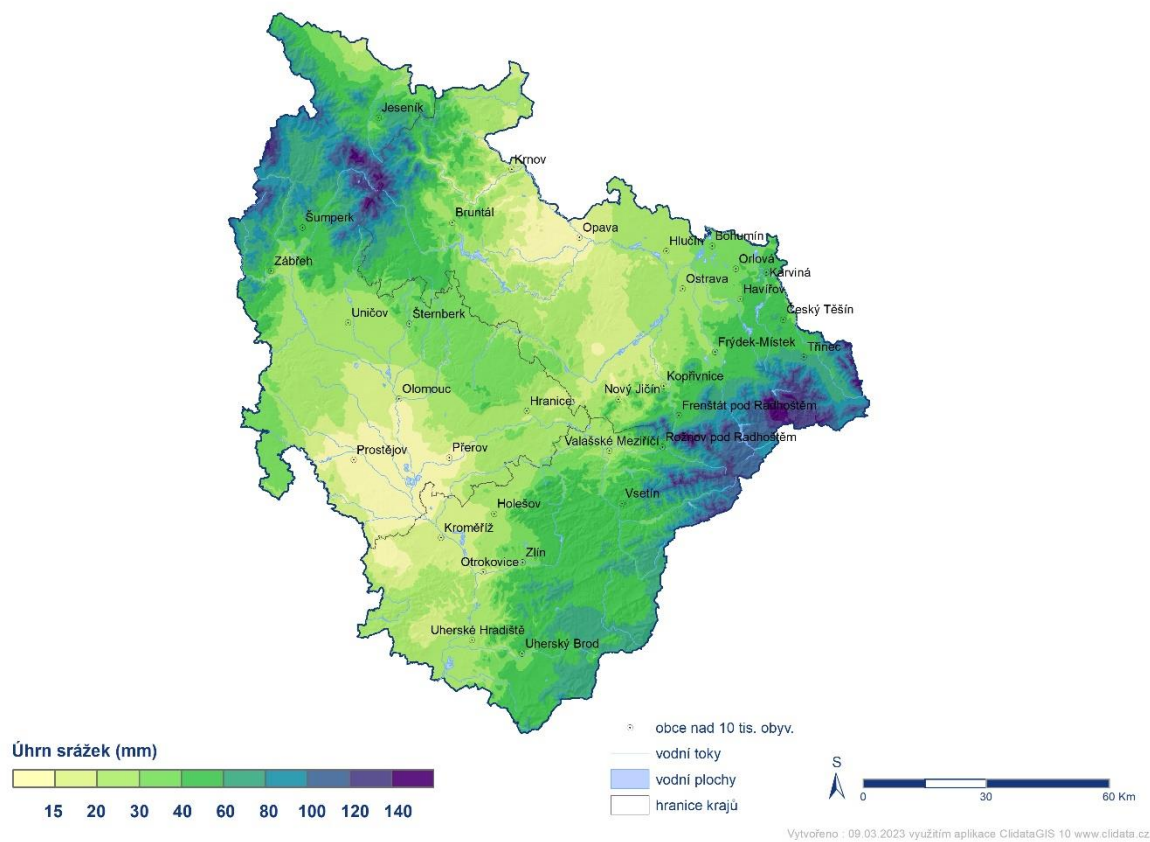 Jeseník
Krnov
Bruntál
Šumperk
Opava
Bohumín
Hlučín
Orlová
Zábřeh
Karviná
Ostrava
Havířov
Český Těšín
Uničov
Šternberk
Frýdek-Místek
Třinec
Kopřivnice
Olomouc
Nový Jičín
Hranice
Frenštát pod Radhoštěm
Valašské Meziříčí
Rožnov pod Radhoštěm
Prostějov
Přerov
Vsetín
Holešov
Kroměříž
Zlín
Otrokovice
Uherské Hradiště
Uherský Brod
Úhrn srážek (mm)
15 20 30 40 60 80 100 120 140
obce nad 10 tis. obyv.
vodní toky
vodní plochy
hranice krajů
S
0 30 60 Km
Vytvořeno : 09.03.2023 využitím aplikace ClidataGIS 10 www.clidata.cz